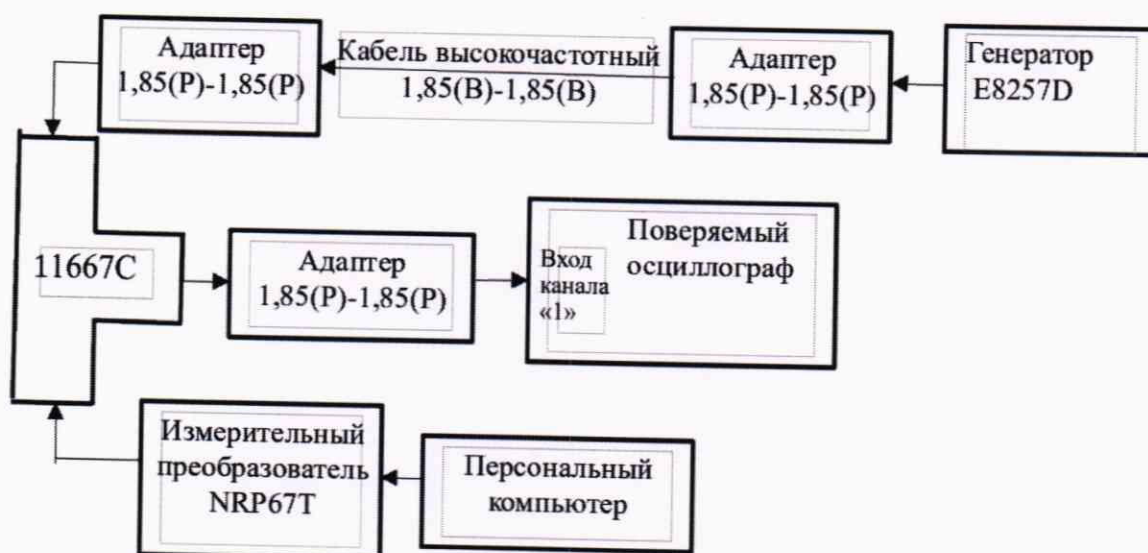 Адаптер
1,85(Р)-1,85(Р)
Кабель высокочастотный
1,85(В)-1,85(В)
Адаптер
1,85(Р)-1,85(Р)
Генератор
E8257D
11667C
Адаптер
1,85(Р)-1,85(Р)
Вход
канала
«1»
Поверяемый
осциллограф
Измерительный
преобразователь
NRP67T
Персональный
компьютер